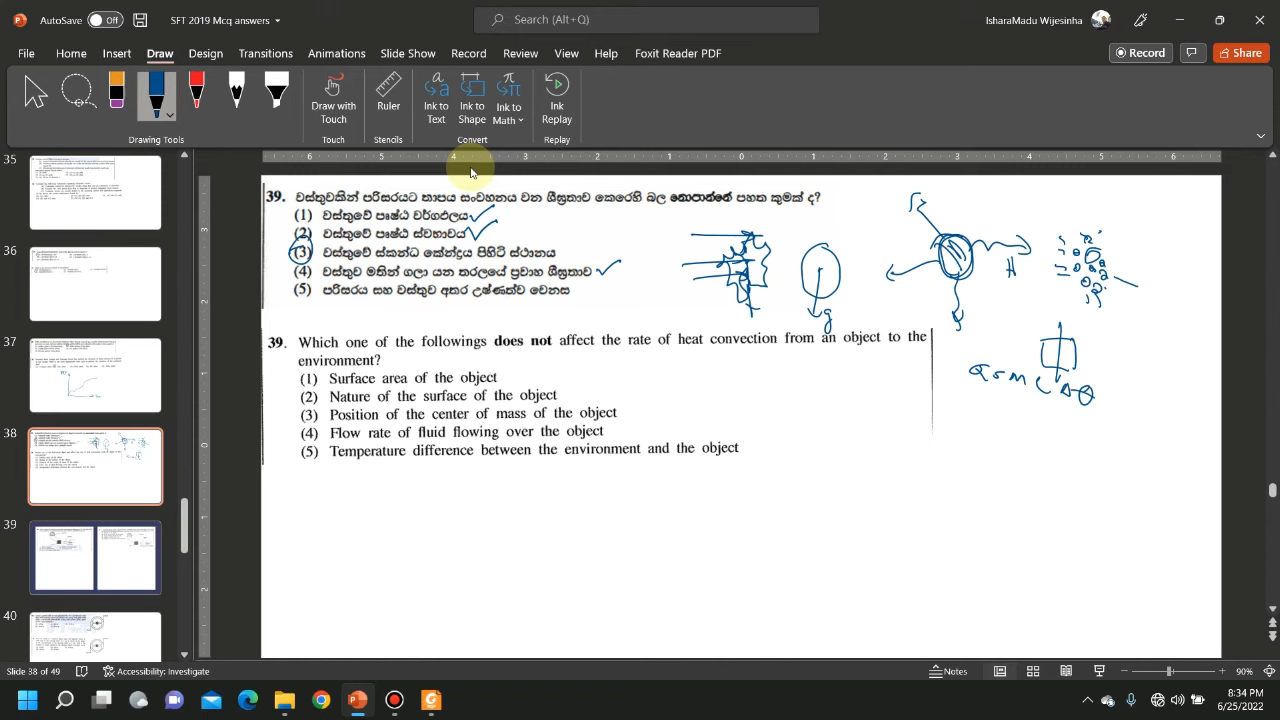 AutoSave Off SFT 2019 Mcq answers Search (Alt+Q) IsharaMadu Wijesinha
File Home Insert Draw Design Transitions Animations Slide Show Record Review View Help Foxit Reader PDF Record Share
Draw with Touch Ruler Ink to Text Ink to Shape Ink to Math Ink Replay
Drawing Tools Touch Stencils Convert Replay
35
36
37
38
39
40
39. වස්තුවකින් පරිසරයට තාපය සංවහනය වන ශීඝ්‍රතාව කෙරෙහි බල නොපාන්නේ පහත කුමක් ද?
(1) වස්තුවේ පෘෂ්ඨ වර්ගඵලය
(2) වස්තුවේ පෘෂ්ඨ ස්වභාවය
(3) වස්තුවේ ස්කන්ධ කේන්ද්‍රය පිහිටි ස්ථානය
(4) වස්තුව මතින් ගලා යන තරලයේ ප්‍රවාහ ශීඝ්‍රතාව
(5) පරිසරය සහ වස්තුව අතර උෂ්ණත්ව වෙනස
g
H
39. Which one of the followings does not affect the rate of heat convection from an object to the
environment?
(1) Surface area of the object
(2) Nature of the surface of the object
(3) Position of the center of mass of the object
(4) Flow rate of fluid flowing over the object
(5) Temperature difference between the environment and the object
Slide 38 of 49 Accessibility: Investigate Notes 90%
8:34 PM
6/25/2022